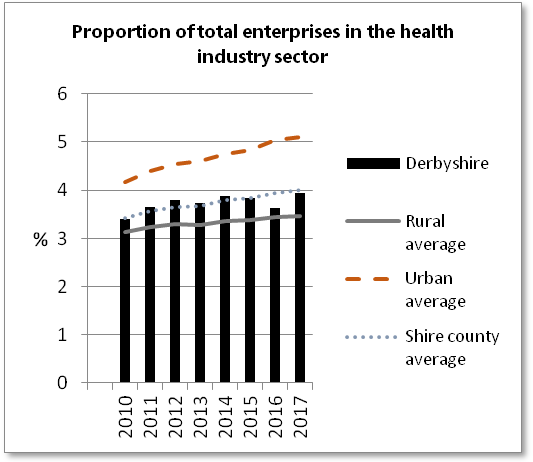 Proportion of total enterprises in the health
industry sector
6
5
4
3
2
1
0
%
2010
2011
2012
2013
2014
2015
2016
2017
Derbyshire
Rural
average
Urban
average
Shire county
average